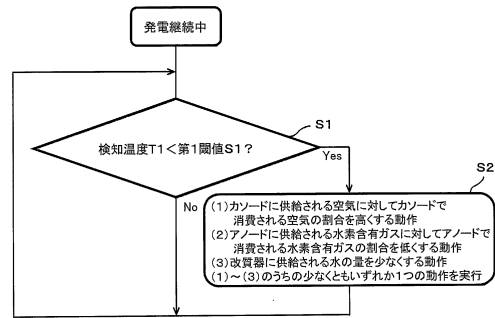 発電継続中
S1
検知温度T1<第1閾値S1?
Yes
No
S2
(1)カソードに供給される空気に対してカソードで
消費される空気の割合を高くする動作
(2)アノードに供給される水素含有ガスに対してアノードで
消費される水素含有ガスの割合を低くする動作
(3)改質器に供給される水の量を少なくする動作
(1)~(3)のうちの少なくともいずれか1つの動作を実行